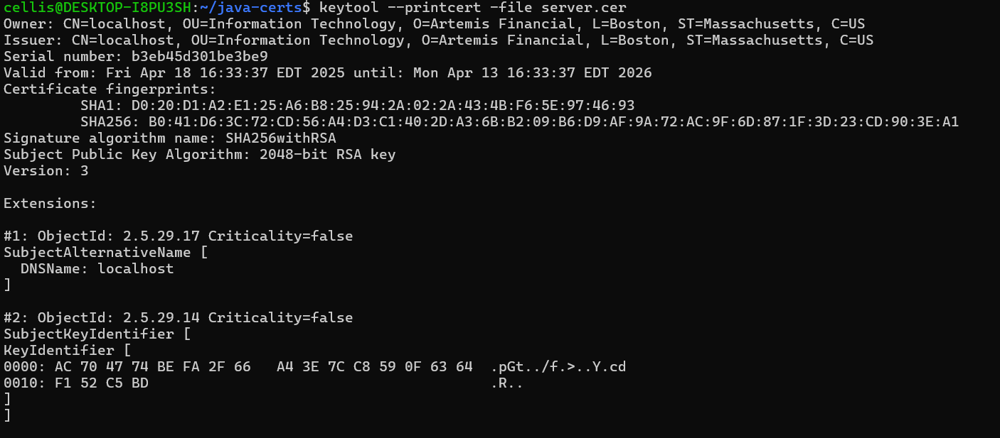 cellis@DESKTOP-I8PU3SH:~/java-certs$ keytool --printcert -file server.cer
Owner: CN=localhost, OU=Information Technology, O=Artemis Financial, L=Boston, ST=Massachusetts, C=US
Issuer: CN=localhost, OU=Information Technology, O=Artemis Financial, L=Boston, ST=Massachusetts, C=US
Serial number: b3eb45d301be3be9
Valid from: Fri Apr 18 16:33:37 EDT 2025 until: Mon Apr 13 16:33:37 EDT 2026
Certificate fingerprints:
         SHA1: D0:20:D1:A2:E1:25:A6:B8:25:94:2A:02:2A:43:4B:F6:5E:97:46:93
         SHA256: B0:41:D6:3C:72:CD:56:A4:D3:C1:40:2D:A3:6B:B2:09:B6:D9:AF:9A:72:AC:9F:6D:87:1F:3D:23:CD:90:3E:A1
Signature algorithm name: SHA256withRSA
Subject Public Key Algorithm: 2048-bit RSA key
Version: 3

Extensions:

#1: ObjectId: 2.5.29.17 Criticality=false
SubjectAlternativeName [
  DNSName: localhost
]

#2: ObjectId: 2.5.29.14 Criticality=false
SubjectKeyIdentifier [
KeyIdentifier [
0000: AC 70 47 74 BE FA 2F 66   A4 3E 7C C8 59 0F 63 64  .pGt../f.>..Y.cd
0010: F1 52 C5 BD                                        .R..
]
]